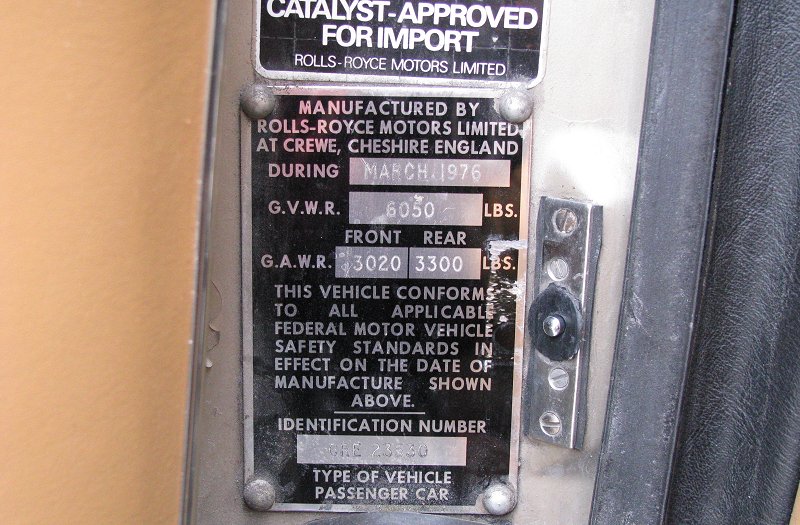 CATALYST-APPROVED
FOR IMPORT
ROLLS-ROYCE MOTORS LIMITED
MANUFACTURED BY
ROLLS-ROYCE MOTORS LIMITED
AT CREWE, CHESHIRE ENGLAND
DURING MARCH.1976
G.V.W.R. 6050 LBS.
FRONT REAR
G.A.W.R. 3020 3300 LBS.
THIS VEHICLE CONFORMS
TO ALL APPLICABLE
FEDERAL MOTOR VEHICLE
SAFETY STANDARDS IN
EFFECT ON THE DATE OF
MANUFACTURE SHOWN
ABOVE.
IDENTIFICATION NUMBER
TYPE OF VEHICLE
PASSENGER CAR